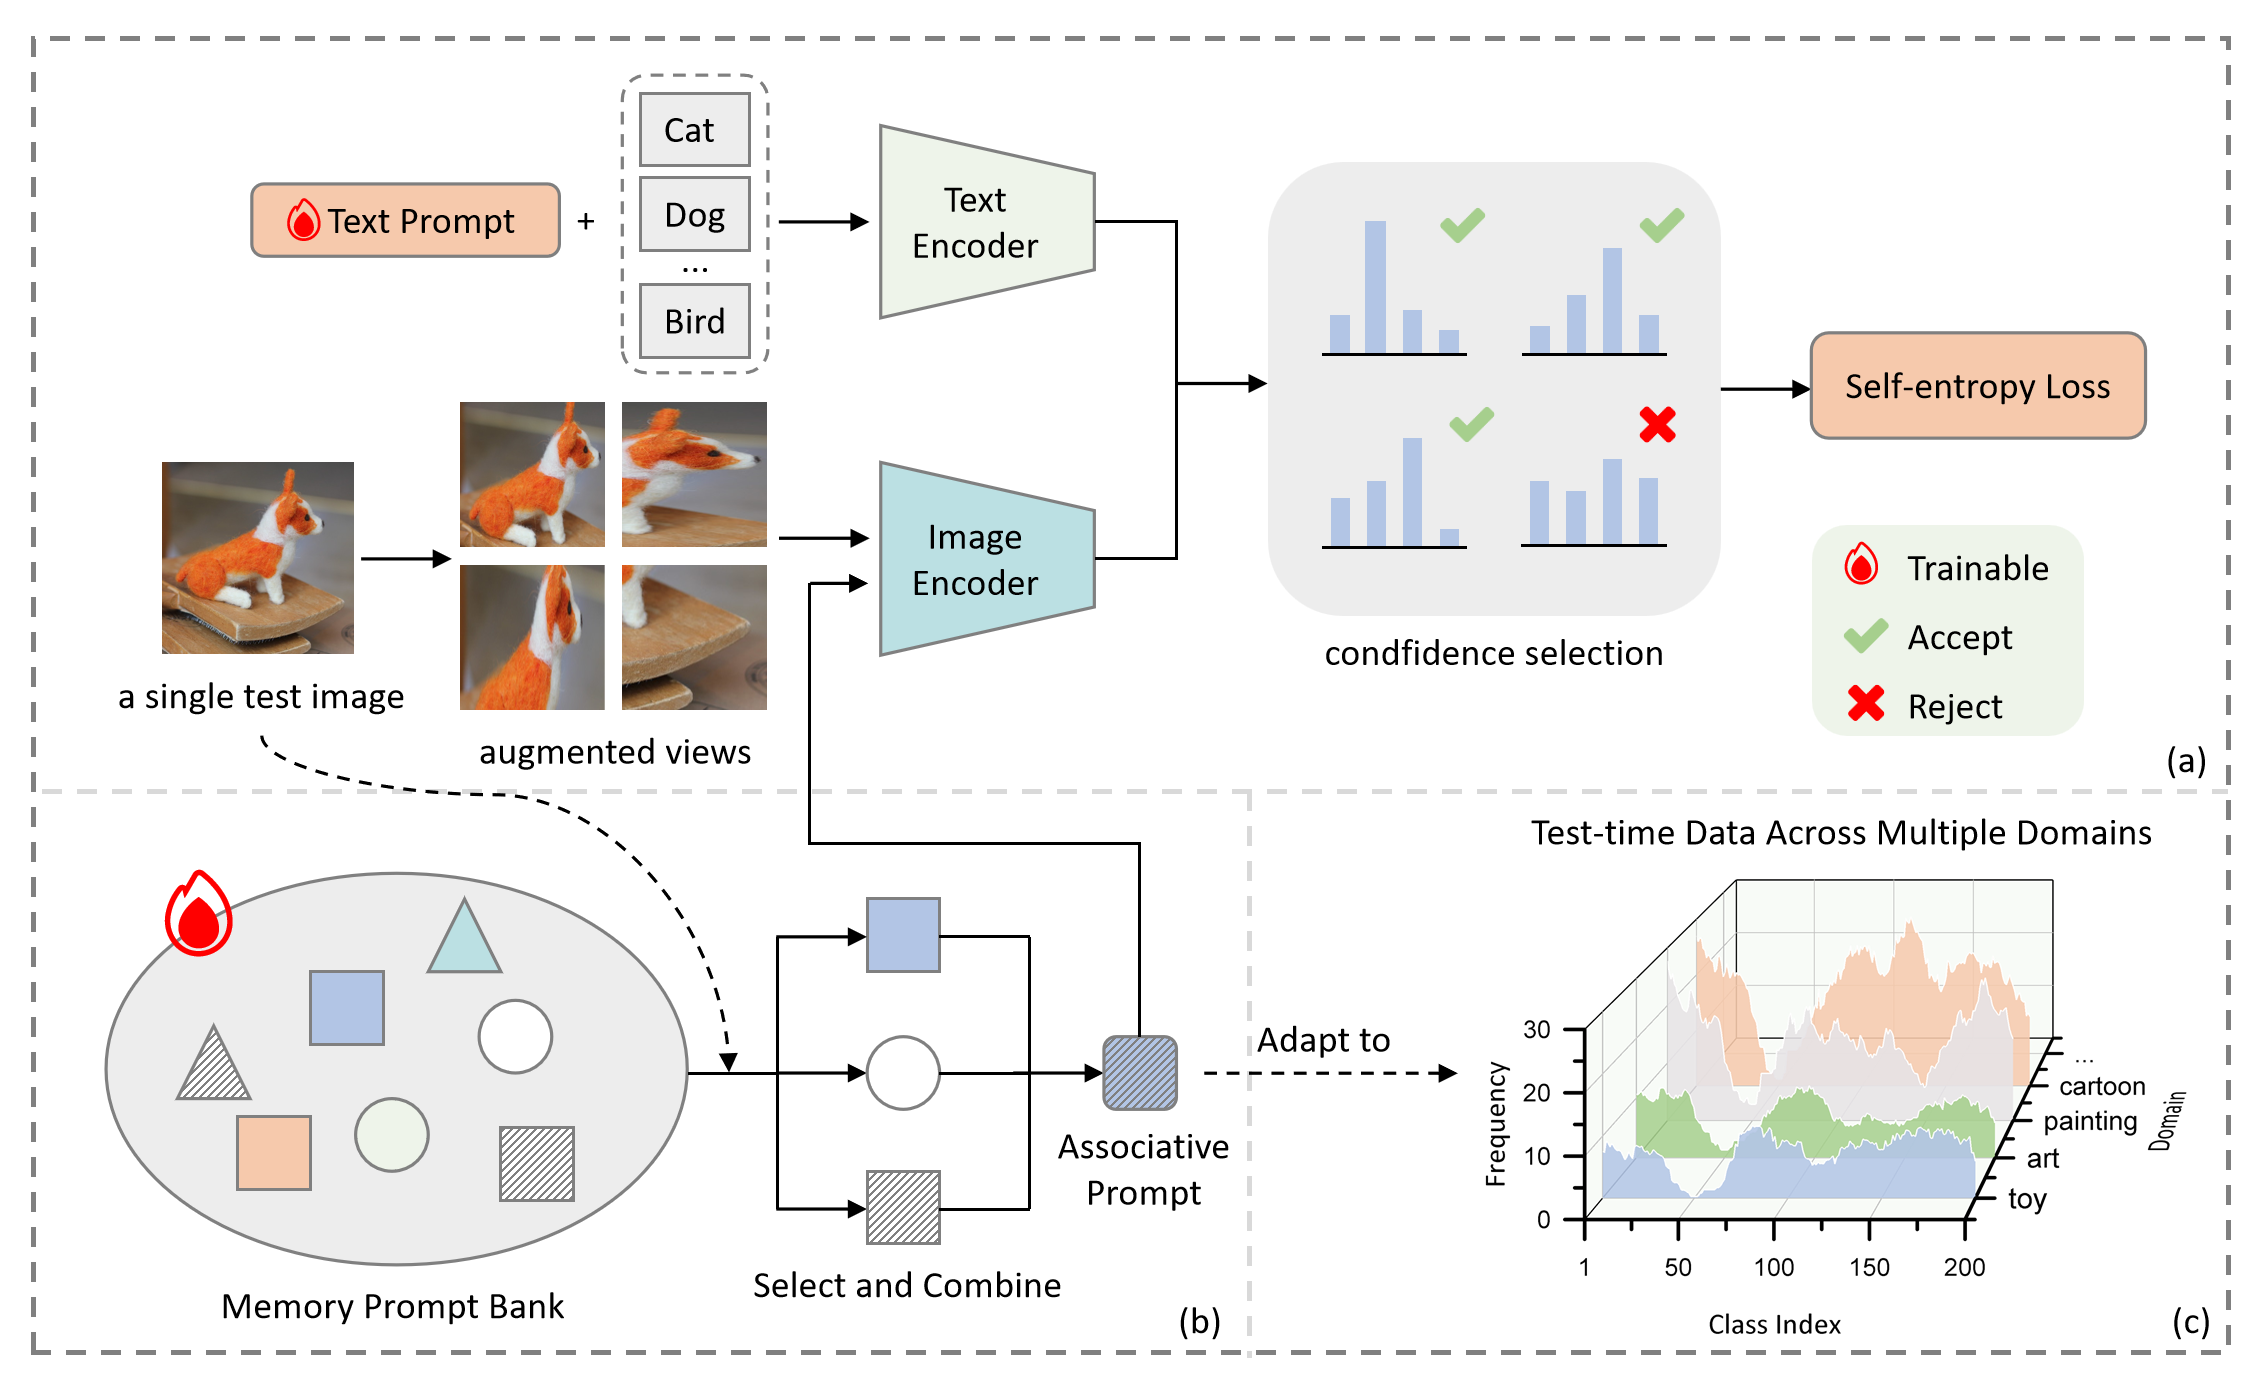 Cat
Text Prompt
+
Dog
...
Bird
Text
Encoder
Image
Encoder
a single test image
augmented views
condfidence selection
Self-entropy Loss
Trainable
Accept
Reject
(a)
Memory Prompt Bank
Select and Combine
Associative
Prompt
(b)
Adapt to
Test-time Data Across Multiple Domains
Frequency
30
20
10
0
1
50
100
150
200
Class Index
...
cartoon
painting
art
toy
Domain
(c)